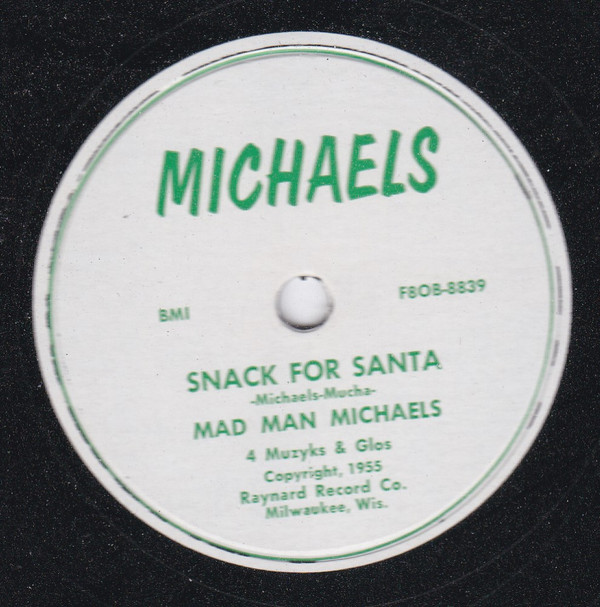 MICHAELS
BMI
F8OB-8839
SNACK FOR SANTA
-Michaels-Mucha-
MAD MAN MICHAELS
4 Muzyks & Glos
Copyright, 1955
Raynard Record Co.
Milwaukee, Wis.